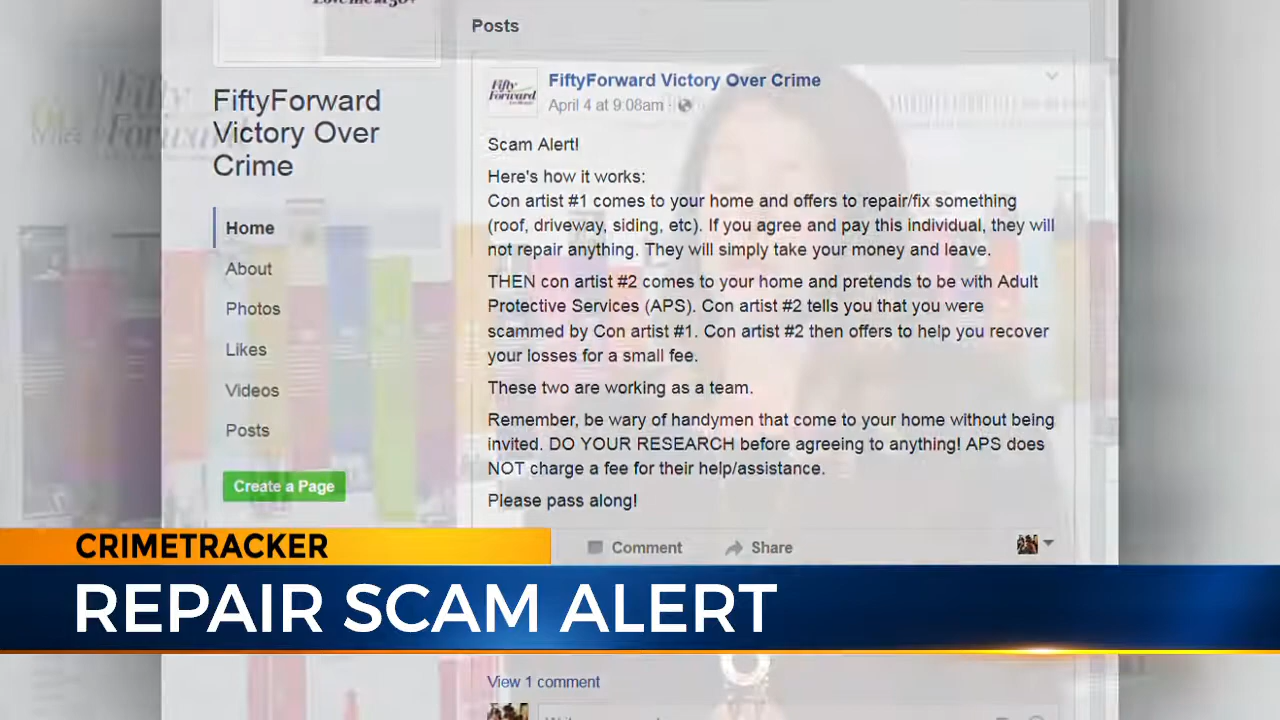 Posts
FiftyForward
Victory Over
Crime
Home
About
Photos
Likes
Videos
Posts
Create a Page
Fifty
Forward
FiftyForward Victory Over Crime
April 4 at 9:08am
Scam Alert!
Here's how it works:
Con artist #1 comes to your home and offers to repair/fix something
(roof, driveway, siding, etc). If you agree and pay this individual, they will
not repair anything. They will simply take your money and leave.
THEN con artist #2 comes to your home and pretends to be with Adult
Protective Services (APS). Con artist #2 tells you that you were
scammed by Con artist #1. Con artist #2 then offers to help you recover
your losses for a small fee.
These two are working as a team.
Remember, be wary of handymen that come to your home without being
invited. DO YOUR RESEARCH before agreeing to anything! APS does
NOT charge a fee for their help/assistance.
Please pass along!
Comment Share
CRIMETRACKER
REPAIR SCAM ALERT
View 1 comment